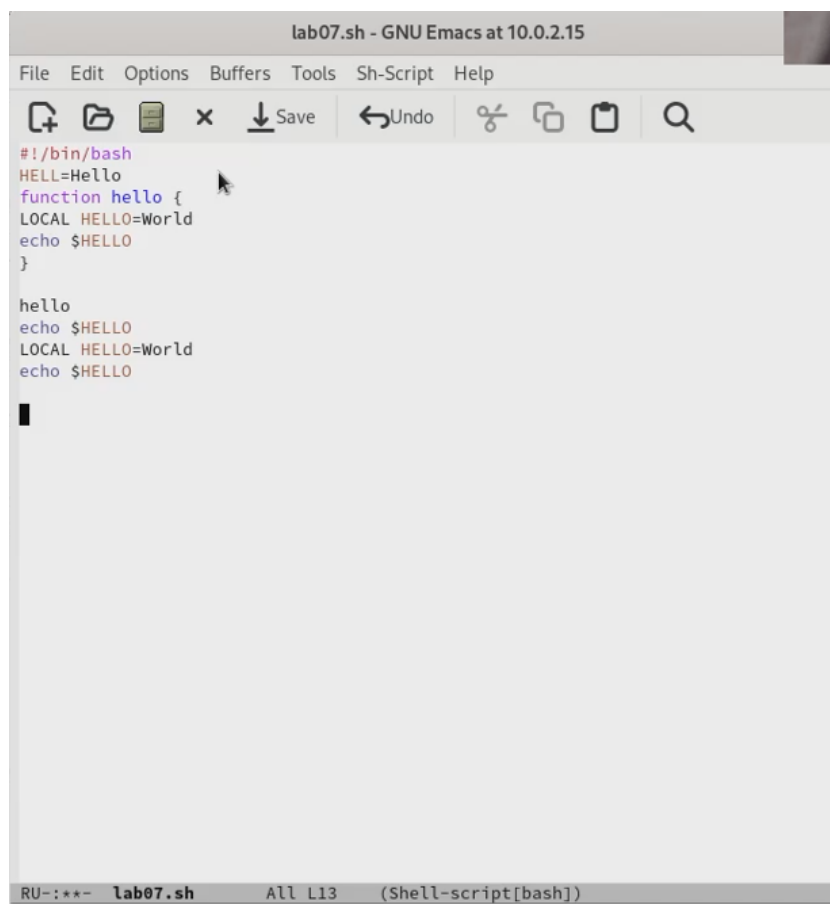 lab07.sh - GNU Emacs at 10.0.2.15
File Edit Options Buffers Tools Sh-Script Help
Save Undo
#!/bin/bash
HELL=Hello
function hello {
LOCAL HELLO=World
echo $HELLO
}
hello
echo $HELLO
LOCAL HELLO=World
echo $HELLO
RU-:**- lab07.sh All L13 (Shell-script[bash])